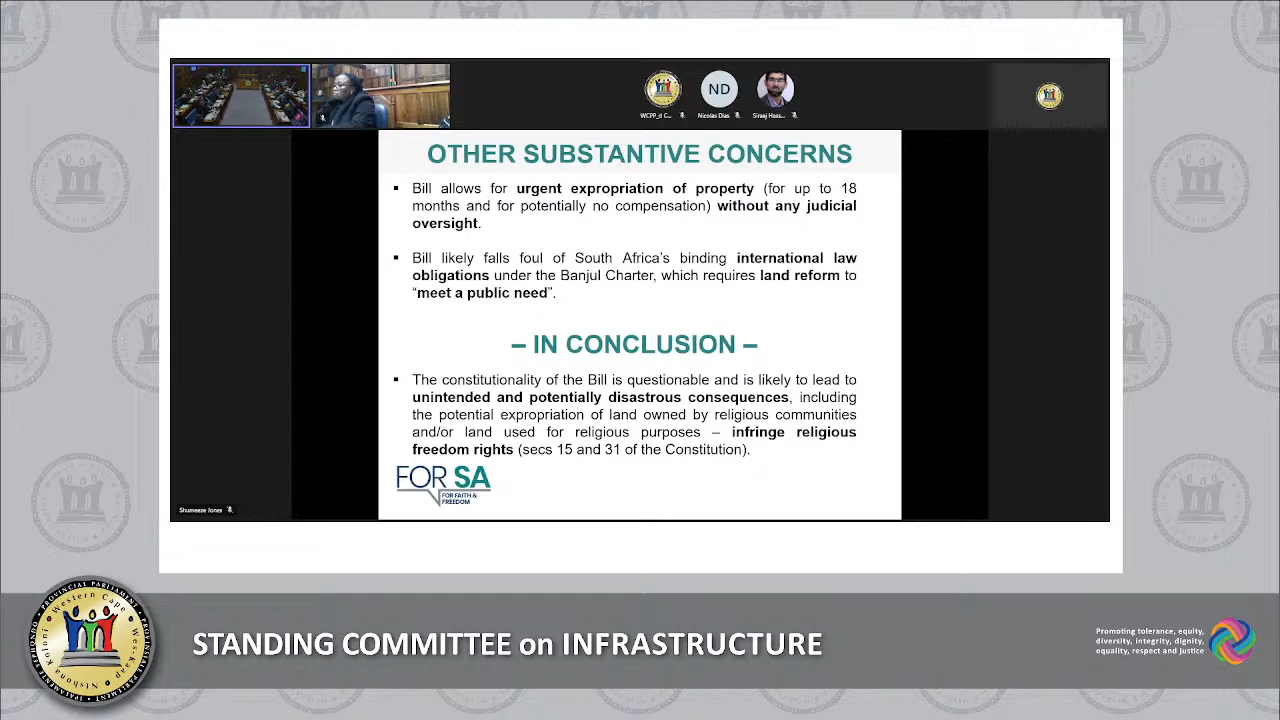 ND
WCPP_d C...
Nicolas Dias
Siraaj Hass...
OTHER SUBSTANTIVE CONCERNS
▪ Bill allows for urgent expropriation of property (for up to 18
months and for potentially no compensation) without any judicial
oversight.
▪ Bill likely falls foul of South Africa's binding international law
obligations under the Banjul Charter, which requires land reform to
“meet a public need”.
– IN CONCLUSION –
▪ The constitutionality of the Bill is questionable and is likely to lead to
unintended and potentially disastrous consequences, including
the potential expropriation of land owned by religious communities
and/or land used for religious purposes – infringe religious
freedom rights (secs 15 and 31 of the Constitution).
FOR SA
FOR FAITH &
FREEDOM
Shumeeze Jones
STANDING COMMITTEE on INFRASTRUCTURE
Western Cape
PROVINCIAL PARLIAMENT
Promoting tolerance, equity,
diversity, integrity, dignity,
equality, respect and justice